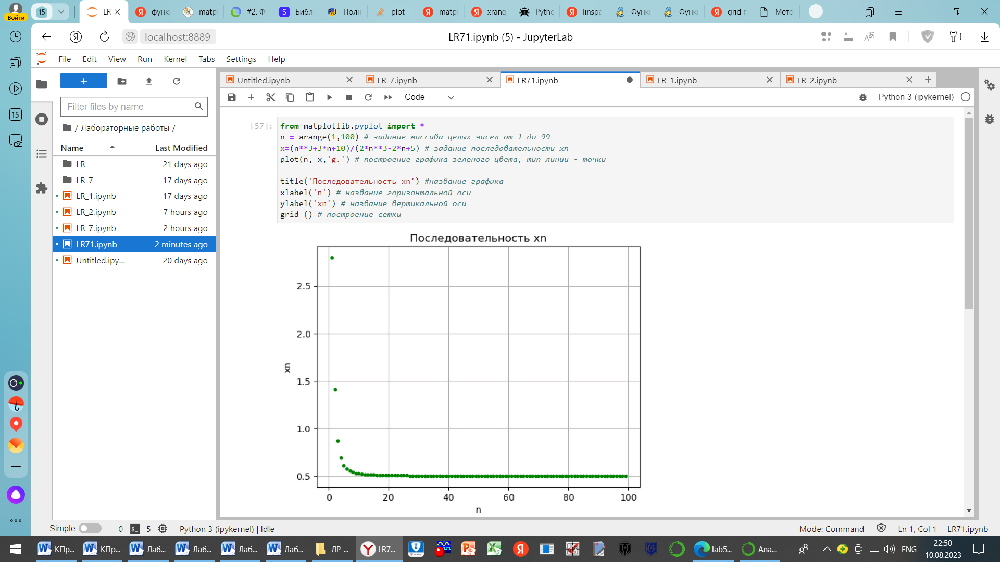 Войти
15
LR
функ
matp
#2. Ф
Библ
Полн
plot -
matp
xrang
Pytho
linspa
Функ
Функ
grid
Мето
localhost:8889
LR71.ipynb (5) - JupyterLab
File Edit View Run Kernel Tabs Settings Help
Filter files by name
/ Лабораторные работы /
Name Last Modified
LR 21 days ago
LR_7 17 days ago
LR_1.ipynb 17 days ago
LR_2.ipynb 7 hours ago
LR_7.ipynb 2 hours ago
LR71.ipynb 2 minutes ago
Untitled.ipy... 20 days ago
Untitled.ipynb LR_7.ipynb LR71.ipynb LR_1.ipynb LR_2.ipynb
Code Python 3 (ipykernel)
[57]:
from matplotlib.pyplot import *
n = arange(1,100) # задание массива целых чисел от 1 до 99
x=(n**3+3*n+10)/(2*n**3-2*n+5) # задание последовательности xn
plot(n, x,'g.') # построение графика зеленого цвета, тип линии - точки
title('Последовательность xn') #название графика
xlabel('n') # название горизонтальной оси
ylabel('xn') # название вертикальной оси
grid () # построение сетки
Последовательность xn
2.5
2.0
xn
1.5
1.0
0.5
0 20 40 60 80 100
n
15
Simple 0 $_ 5 Python 3 (ipykernel) | Idle Mode: Command Ln 1, Col 1 LR71.ipynb
КПр... КПр... Лаб... Лаб... Лаб... Лаб... ЛР_... LR7... lab5... Ana... ENG
22:50
10.08.2023